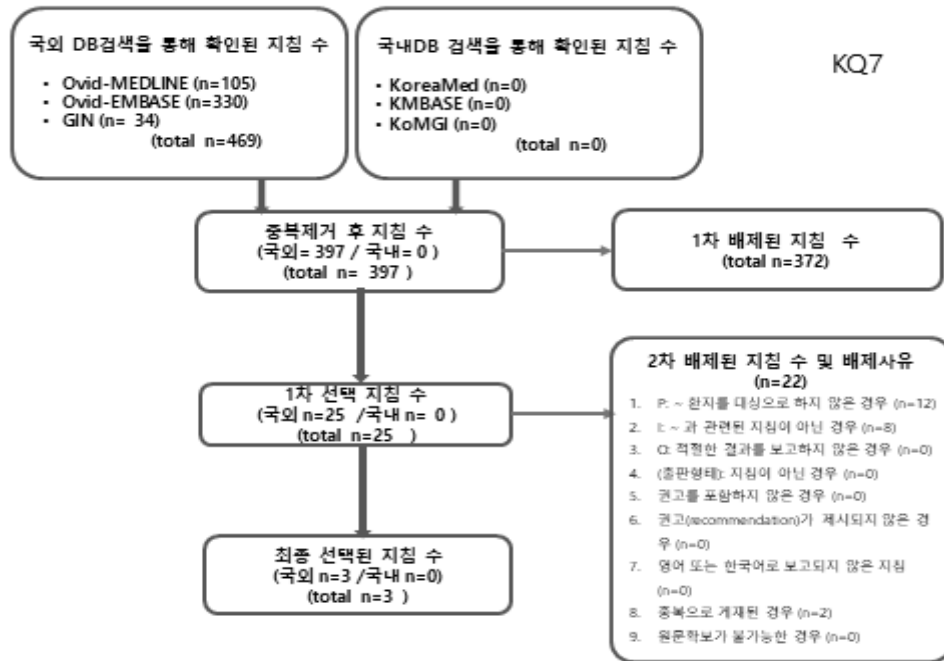 국외 DB검색을 통해 확인된 지침 수
• Ovid-MEDLINE (n=105)
• Ovid-EMBASE (n=330)
• GIN (n= 34)
(total n=469)
국내DB 검색을 통해 확인된 지침 수
• KoreaMed (n=0)
• KMBASE (n=0)
• KoMGI (n=0)
(total n=0)
KQ7
중복제거 후 지침 수
(국외= 397 / 국내= 0 )
(total n= 397 )
1차 배제된 지침 수
(total n=372)
1차 선택 지침 수
(국외 n=25 /국내 n= 0 )
(total n=25 )
2차 배제된 지침 수 및 배제사유
(n=22)
1. P: ~ 환자를 대상으로 하지 않은 경우 (n=12)
2. I: ~ 과 관련된 지침이 아닌 경우 (n=8)
3. O: 적절한 결과를 보고하지 않은 경우 (n=0)
4. (출판형태): 지침이 아닌 경우 (n=0)
5. 권고를 포함하지 않은 경우 (n=0)
6. 권고(recommendation)가 제시되지 않은 경
우 (n=0)
7. 영어 또는 한국어로 보고되지 않은 지침
(n=0)
8. 중복으로 게재된 경우 (n=2)
9. 원문확보가 불가능한 경우 (n=0)
최종 선택된 지침 수
(국외 n=3 /국내 n=0)
(total n=3 )